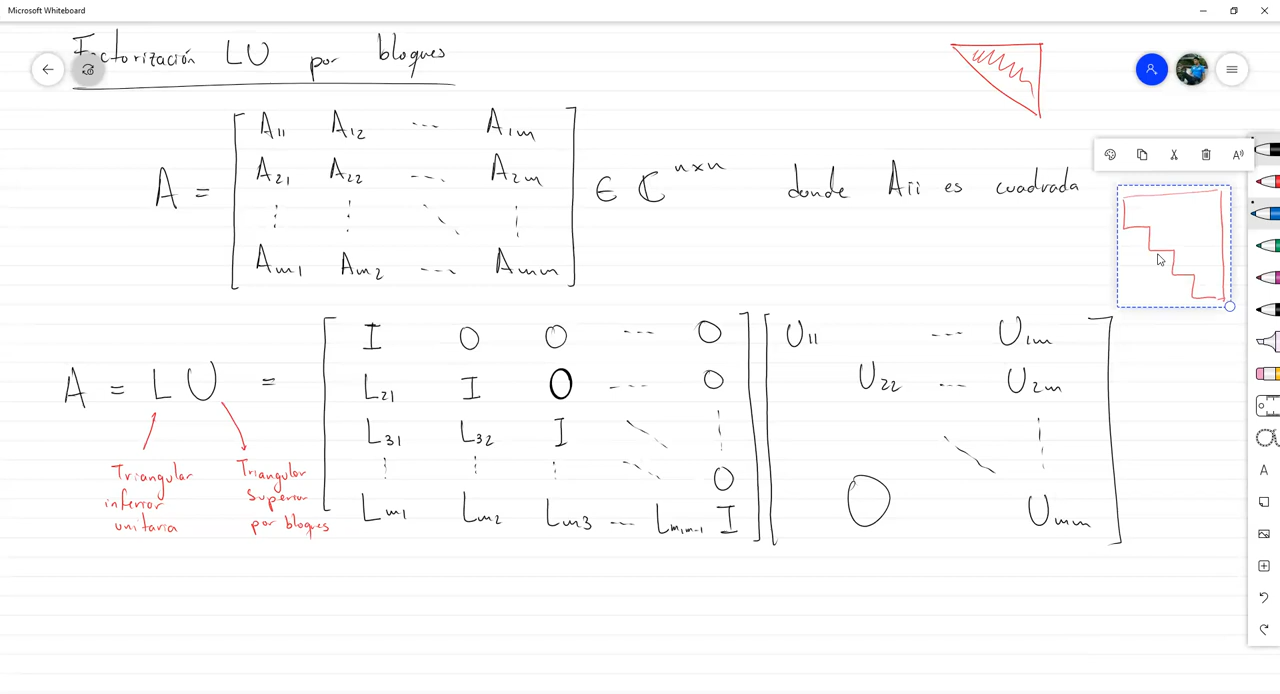 Microsoft Whiteboard
Factorización LU por bloques
A = [ A11 A12 ... A1m
A21 A22 ... A2m
⋮ ⋮ ⋱ ⋮
Am1 Am2 ... Amm ] ∈ ℂ^{n×n} donde Aii es cuadrada
A = LU = [ I 0 0 ... 0
L21 I 0 ... 0
L31 L32 I ⋱ ⋮
⋮ ⋮ ⋮ ⋱ 0
Lm1 Lm2 Lm3 ... Lm,m-1 I ] [ U11 ... U1m
U22 ... U2m
⋱ ⋮
0 Umm ]
Triangular
inferior
unitaria
Triangular
superior
por bloques